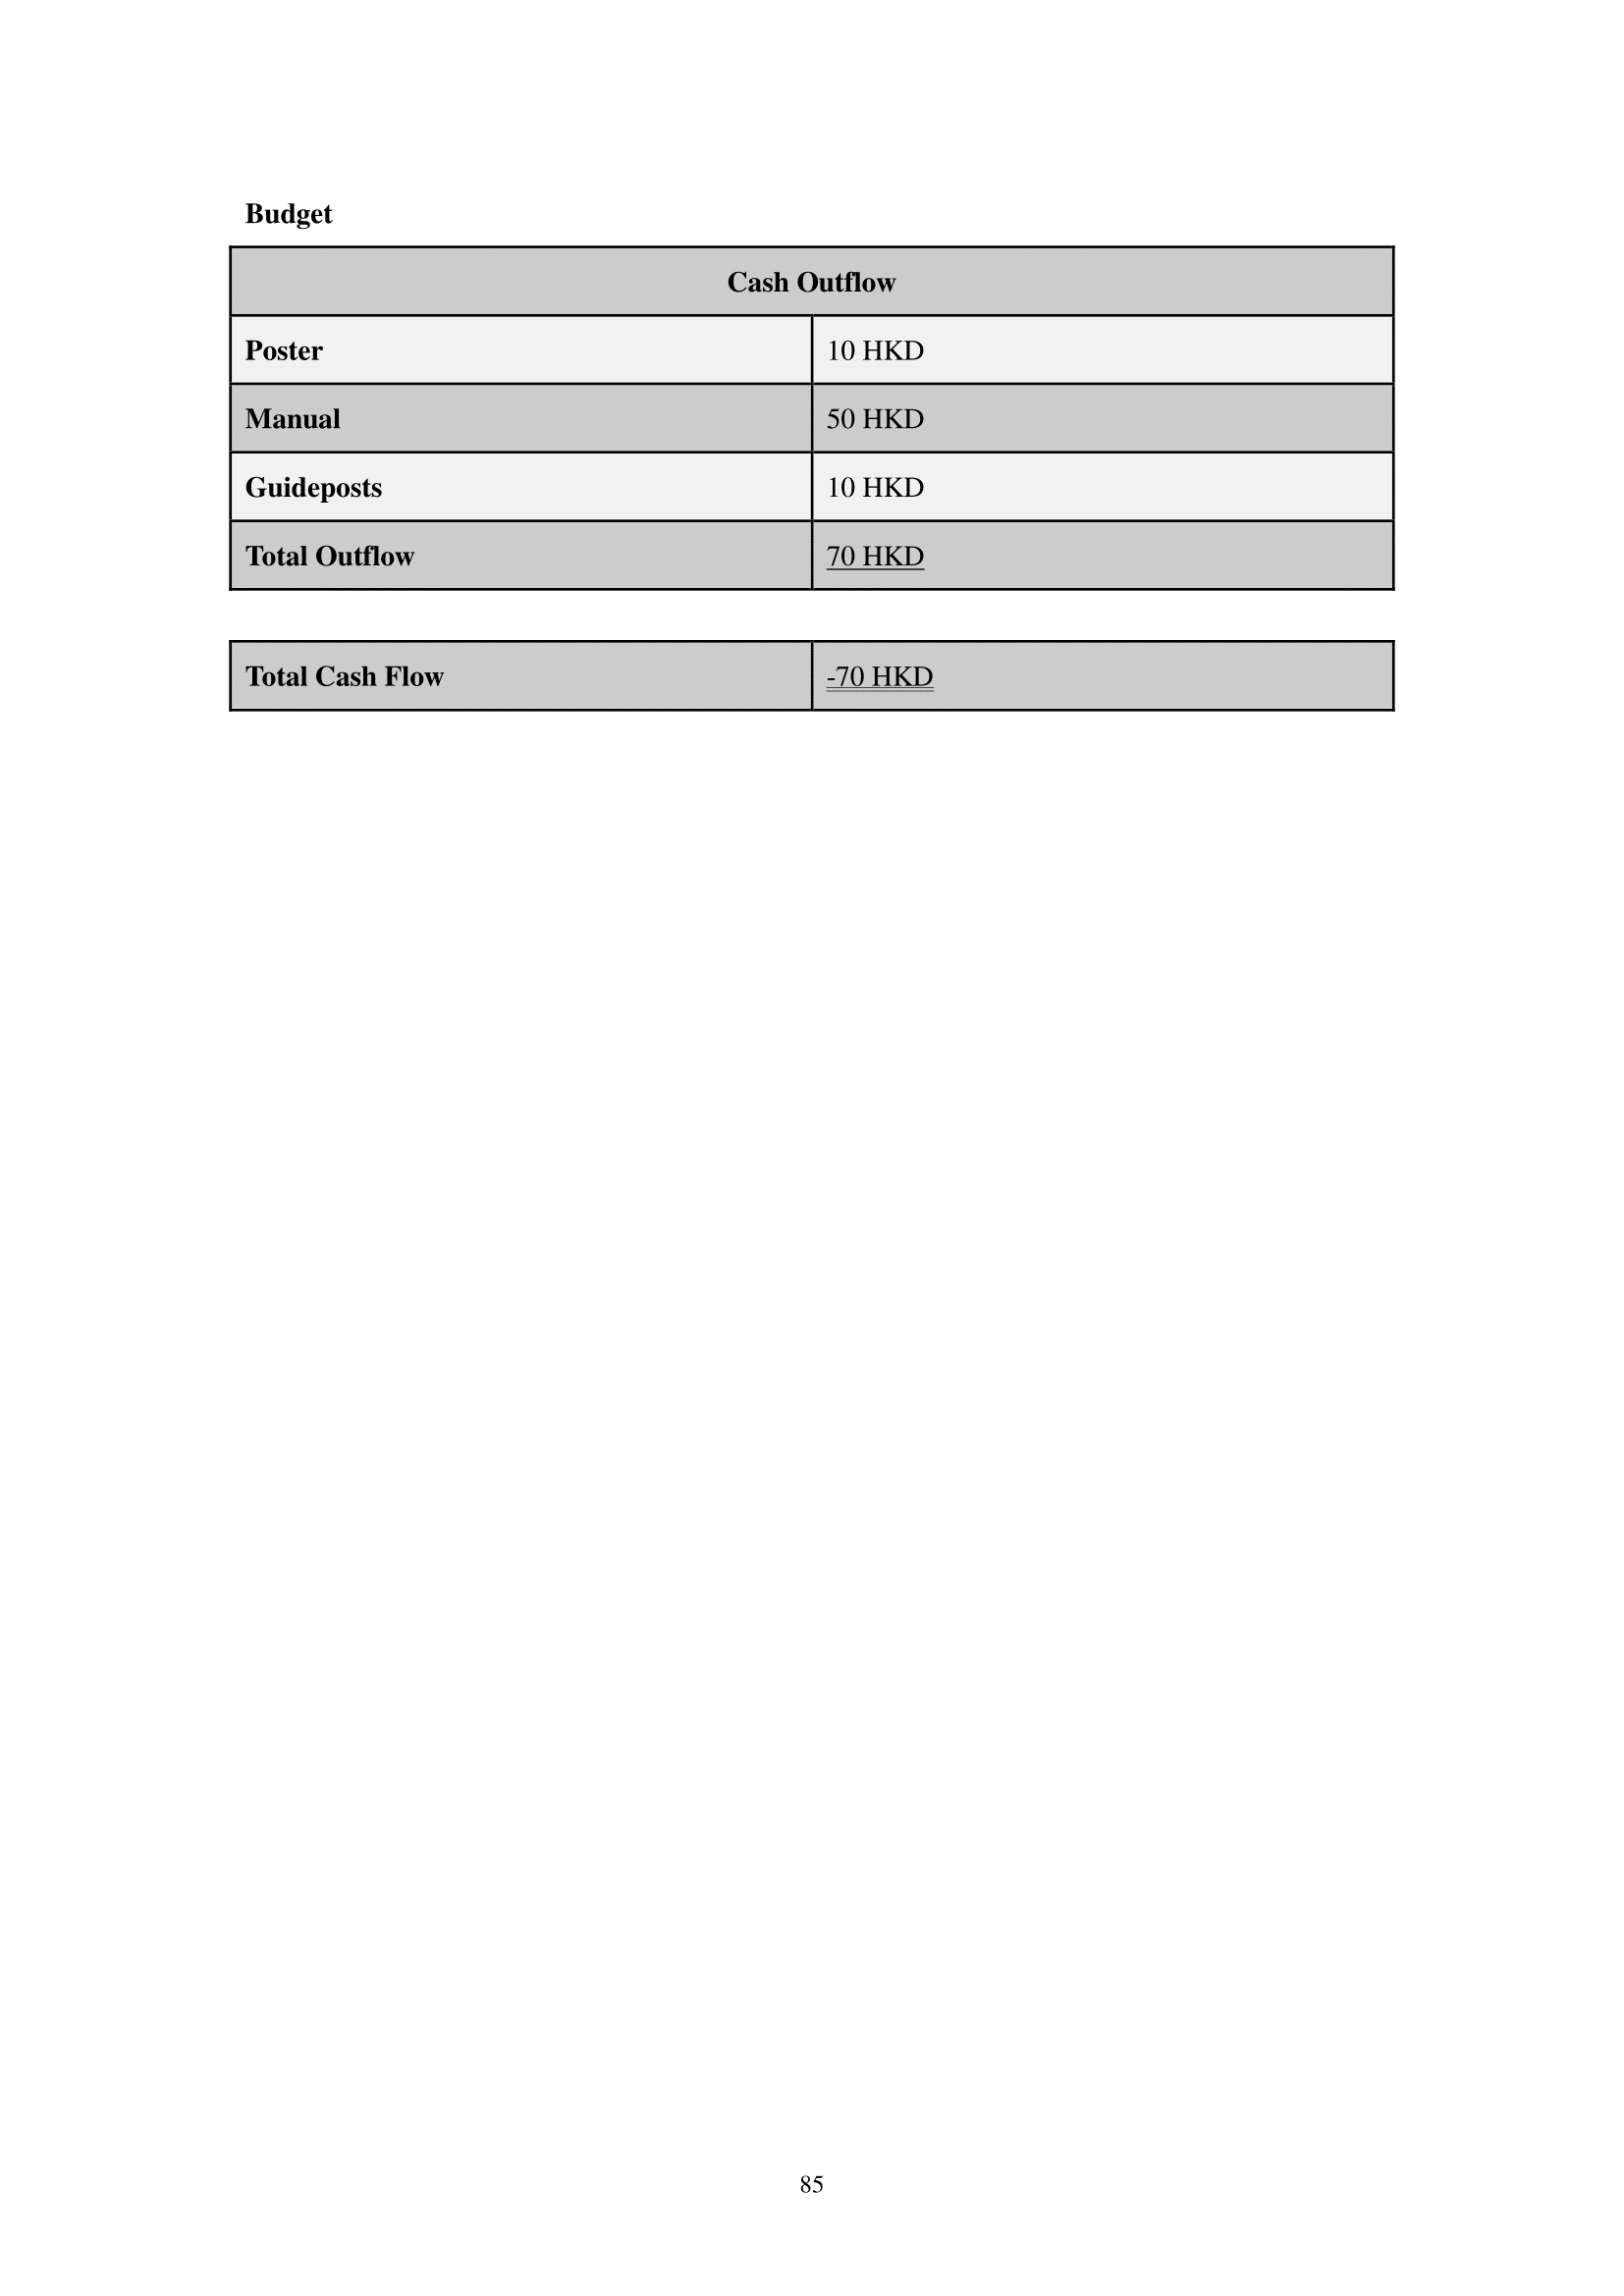 Budget
Cash Outflow
Poster 10 HKD
Manual 50 HKD
Guideposts 10 HKD
Total Outflow 70 HKD
Total Cash Flow -70 HKD
85